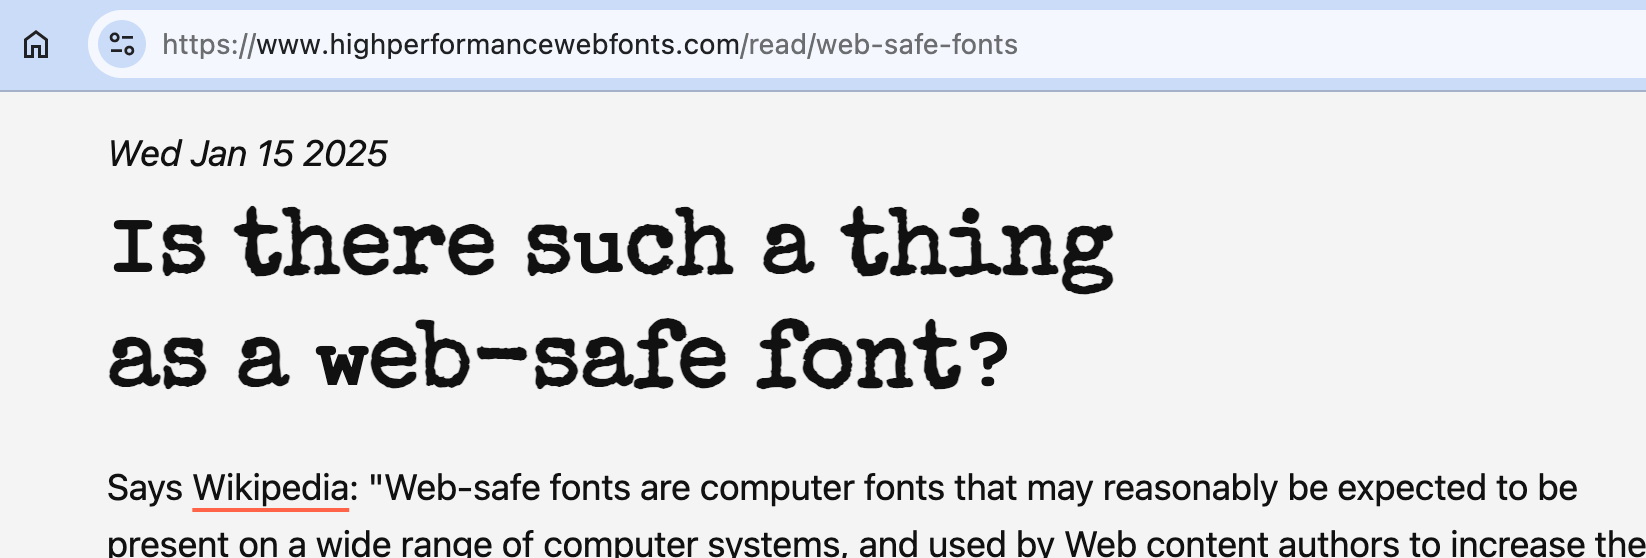 https://www.highperformancewebfonts.com/read/web-safe-fonts
Wed Jan 15 2025
Is there such a thing
as a web-safe font?
Says Wikipedia: "Web-safe fonts are computer fonts that may reasonably be expected to be
present on a wide range of computer systems, and used by Web content authors to increase the